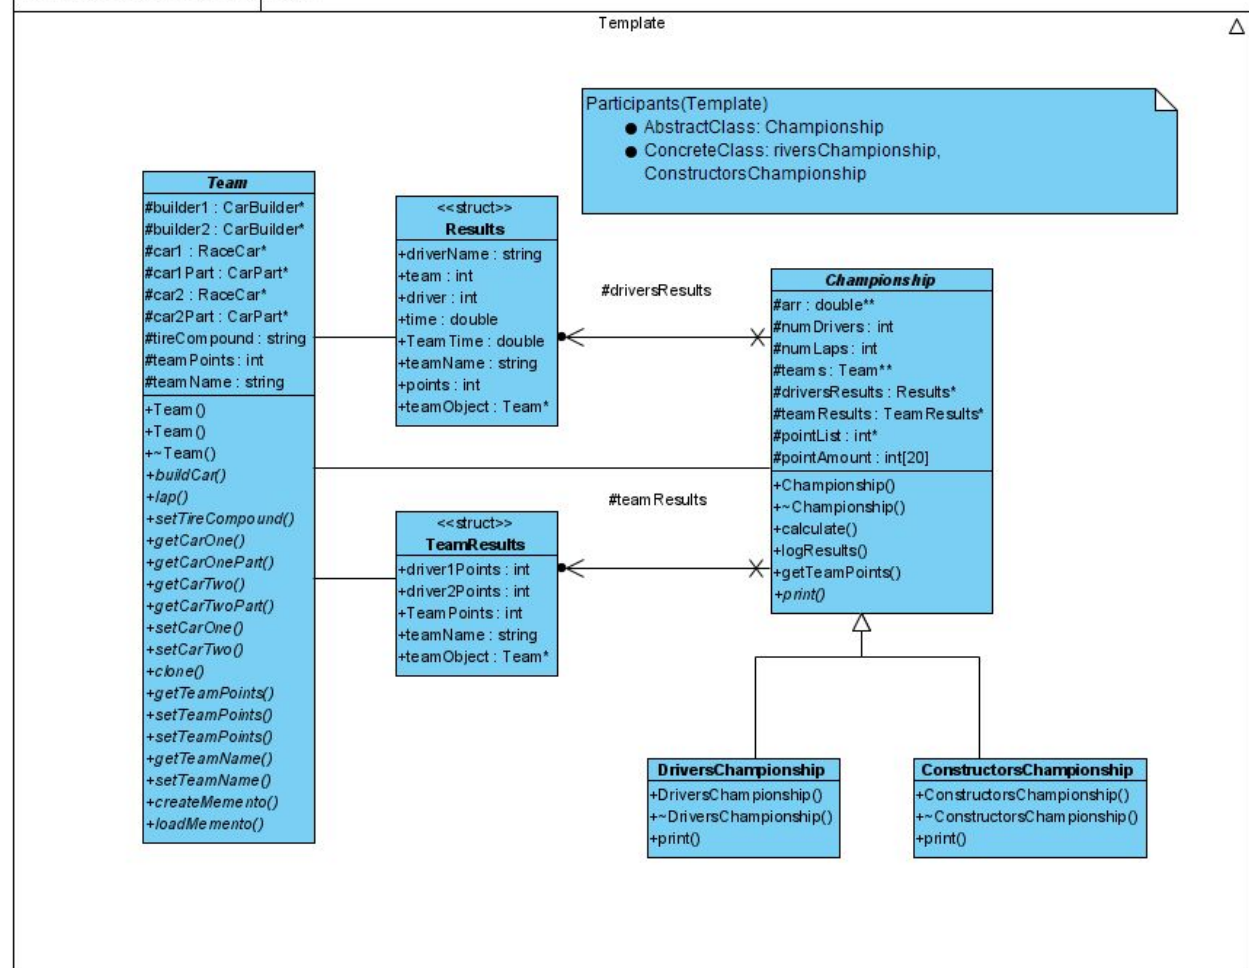 Template
Participants(Template)
● AbstractClass: Championship
● ConcreteClass: riversChampionship,
ConstructorsChampionship
Team
#builder1 : CarBuilder*
#builder2 : CarBuilder*
#car1 : RaceCar*
#car1Part : CarPart*
#car2 : RaceCar*
#car2Part : CarPart*
#tireCompound : string
#teamPoints : int
#teamName : string
+Team()
+Team()
+~Team()
+buildCar()
+lap()
+setTireCompound()
+getCarOne()
+getCarOnePart()
+getCarTwo()
+getCarTwoPart()
+setCarOne()
+setCarTwo()
+clone()
+getTeamPoints()
+setTeamPoints()
+setTeamPoints()
+getTeamName()
+setTeamName()
+createMemento()
+loadMemento()
<<struct>>
Results
+driverName : string
+team : int
+driver : int
+time : double
+TeamTime : double
+teamName : string
+points : int
+teamObject : Team*
#driversResults
#teamResults
<<struct>>
TeamResults
+driver1Points : int
+driver2Points : int
+TeamPoints : int
+teamName : string
+teamObject : Team*
Championship
#arr : double**
#numDrivers : int
#numLaps : int
#teams : Team**
#driversResults : Results*
#teamResults : TeamResults*
#pointList : int*
#pointAmount : int[20]
+Championship()
+~Championship()
+calculate()
+logResults()
+getTeamPoints()
+print()
DriversChampionship
+DriversChampionship()
+~DriversChampionship()
+print()
ConstructorsChampionship
+ConstructorsChampionship()
+~ConstructorsChampionship()
+print()